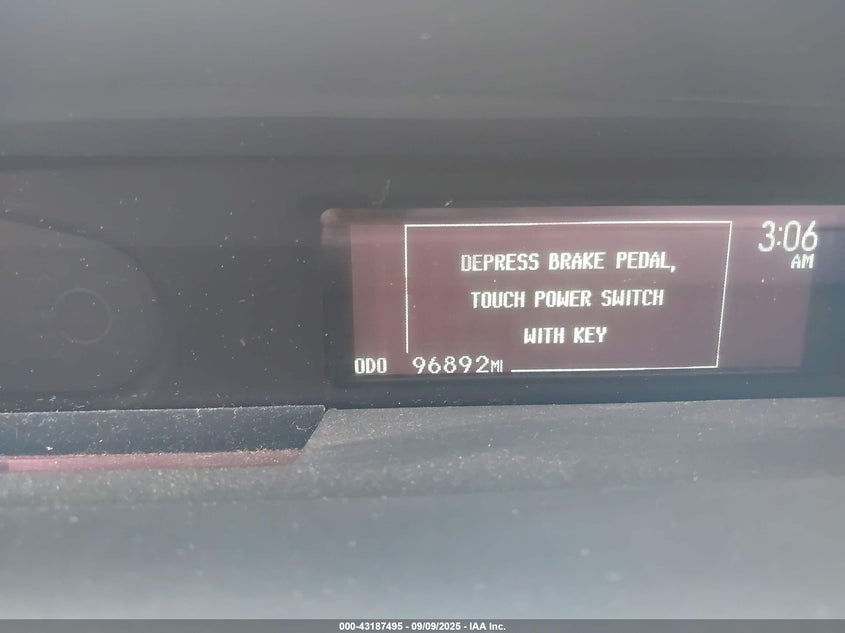 3:06
AM
DEPRESS BRAKE PEDAL,
TOUCH POWER SWITCH
WITH KEY
ODO 96892MI
000-43187495 - 09/09/2025 - IAA Inc.